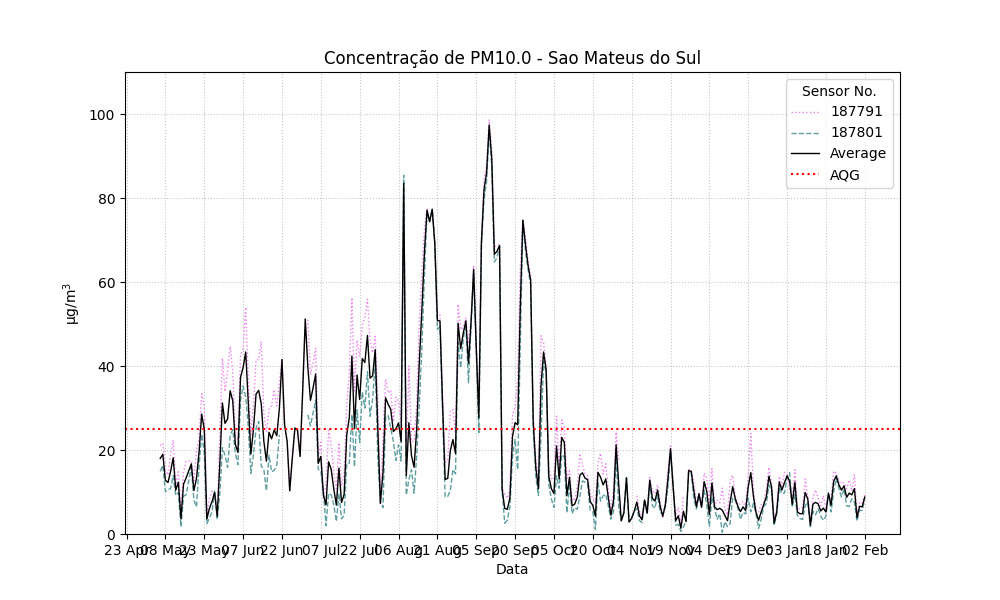 Concentração de PM10.0 - Sao Mateus do Sul
Sensor No.
187791
187801
Average
AQG
100
80
60
40
20
0
µg/m³
23 Apr 08 May 23 May 07 Jun 22 Jun 07 Jul 22 Jul 06 Aug 21 Aug 05 Sep 20 Sep 05 Oct 20 Oct 04 Nov 19 Nov 04 Dec 19 Dec 03 Jan 18 Jan 02 Feb
Data